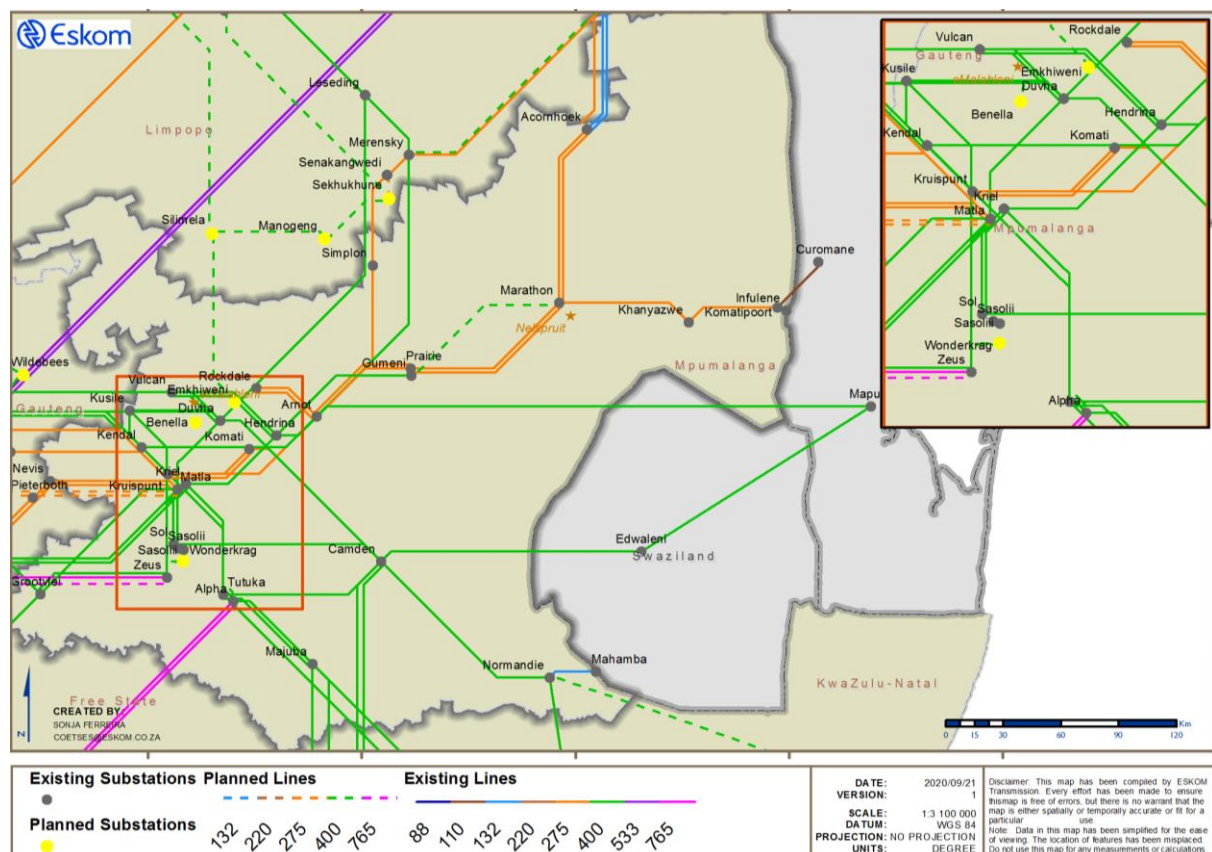 Eskom
Limpopo
Leseding
Acornhoek
Merensky
Senakangwedi
Sekhukhune
Silimela
Manogeng
Simplon
Curomane
Marathon
Infulene
Khanyazwe
Komatipoort
Nelspruit
Mpumalanga
Wildebees
Gumeni
Prairie
Rockdale
Vulcan
Emkhiweni
Gauteng
Kusile
Duvha
Arnot
Mapu
Benella
Hendrina
Kendal
Komati
Nevis
Kriel
Matla
Pieterboth
Kruispunt
Sol
Sasolii
Sasoliii
Wonderkrag
Camden
Edwaleni
Swaziland
Zeus
Grootvlei
Alpha
Tutuka
Majuba
Normandie
Mahamba
KwaZulu-Natal
Free State
CREATED BY:
SONJA FERREIRA
COETSES@ESKOM.CO.ZA
z
Km
0 15 30 60 90 120
Vulcan
Rockdale
Gauteng
Kusile
Emkhiweni
eMalahleni
Duvha
Benella
Hendrina
Kendal
Komati
Kruispunt
Kriel
Matla
Mpumalanga
Sol
Sasolii
Sasoliii
Wonderkrag
Zeus
Alpha
Existing Substations
Planned Substations
Planned Lines
132 220 275 400 765
Existing Lines
88 110 132 220 275 400 533 765
DATE: 2020/09/21
VERSION: 1
SCALE: 1:3 100 000
DATUM: WGS 84
PROJECTION: NO PROJECTION
UNITS: DEGREE
Disclaimer: This map has been compiled by ESKOM
Transmission. Every effort has been made to ensure
thismap is free of errors, but there is no warrant that the
map is either spatially or temporally accurate or fit for a
particular use.
Note: Data in this map has been simplified for the ease
of viewing. The location of features has been misplaced.
Do not use this map for any measurements or calculations.